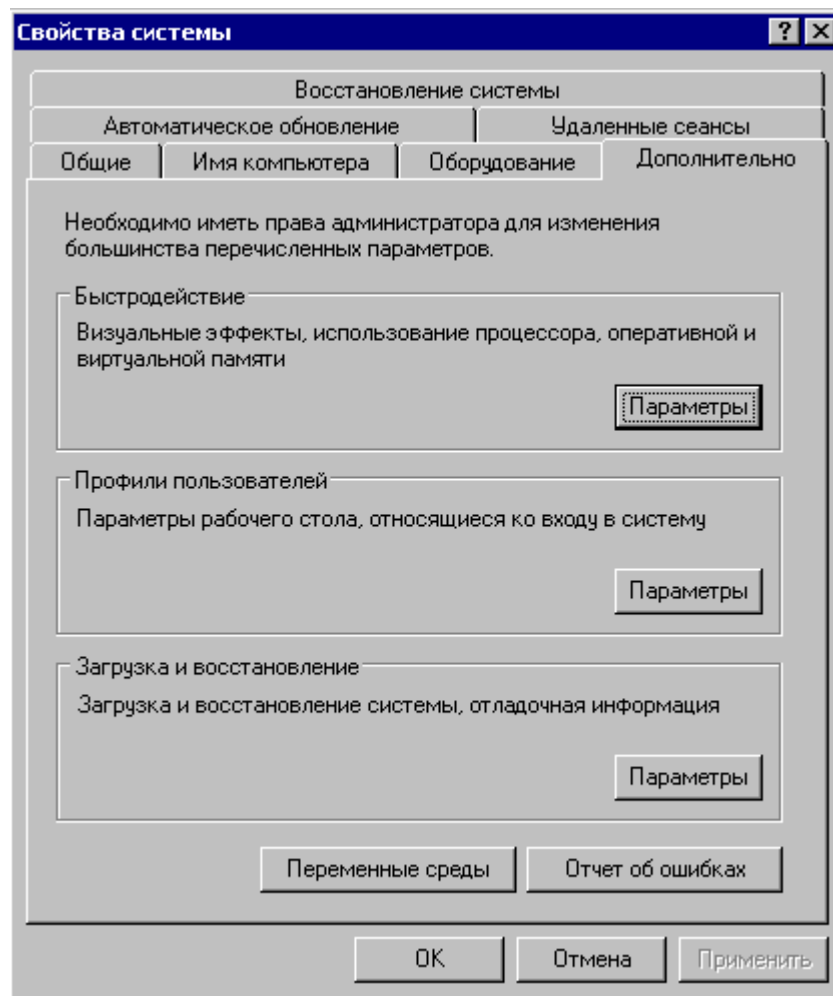 Свойства системы
Восстановление системы
Автоматическое обновление
Удаленные сеансы
Общие
Имя компьютера
Оборудование
Дополнительно
Необходимо иметь права администратора для изменения
большинства перечисленных параметров.
Быстродействие
Визуальные эффекты, использование процессора, оперативной и
виртуальной памяти
Параметры
Профили пользователей
Параметры рабочего стола, относящиеся ко входу в систему
Параметры
Загрузка и восстановление
Загрузка и восстановление системы, отладочная информация
Параметры
Переменные среды
Отчет об ошибках
ОК
Отмена
Применить